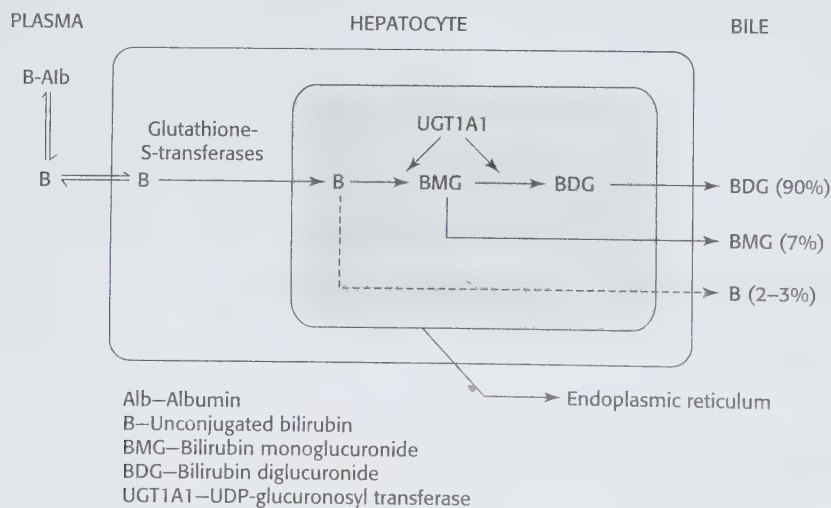 PLASMA HEPATOCYTE BILE
B-Alb
Glutathione-
S-transferases
UGT1A1
B B B BMG BDG BDG (90%)
BMG (7%)
B (2–3%)
Endoplasmic reticulum
Alb–Albumin
B–Unconjugated bilirubin
BMG–Bilirubin monoglucuronide
BDG–Bilirubin diglucuronide
UGT1A1–UDP-glucuronosyl transferase